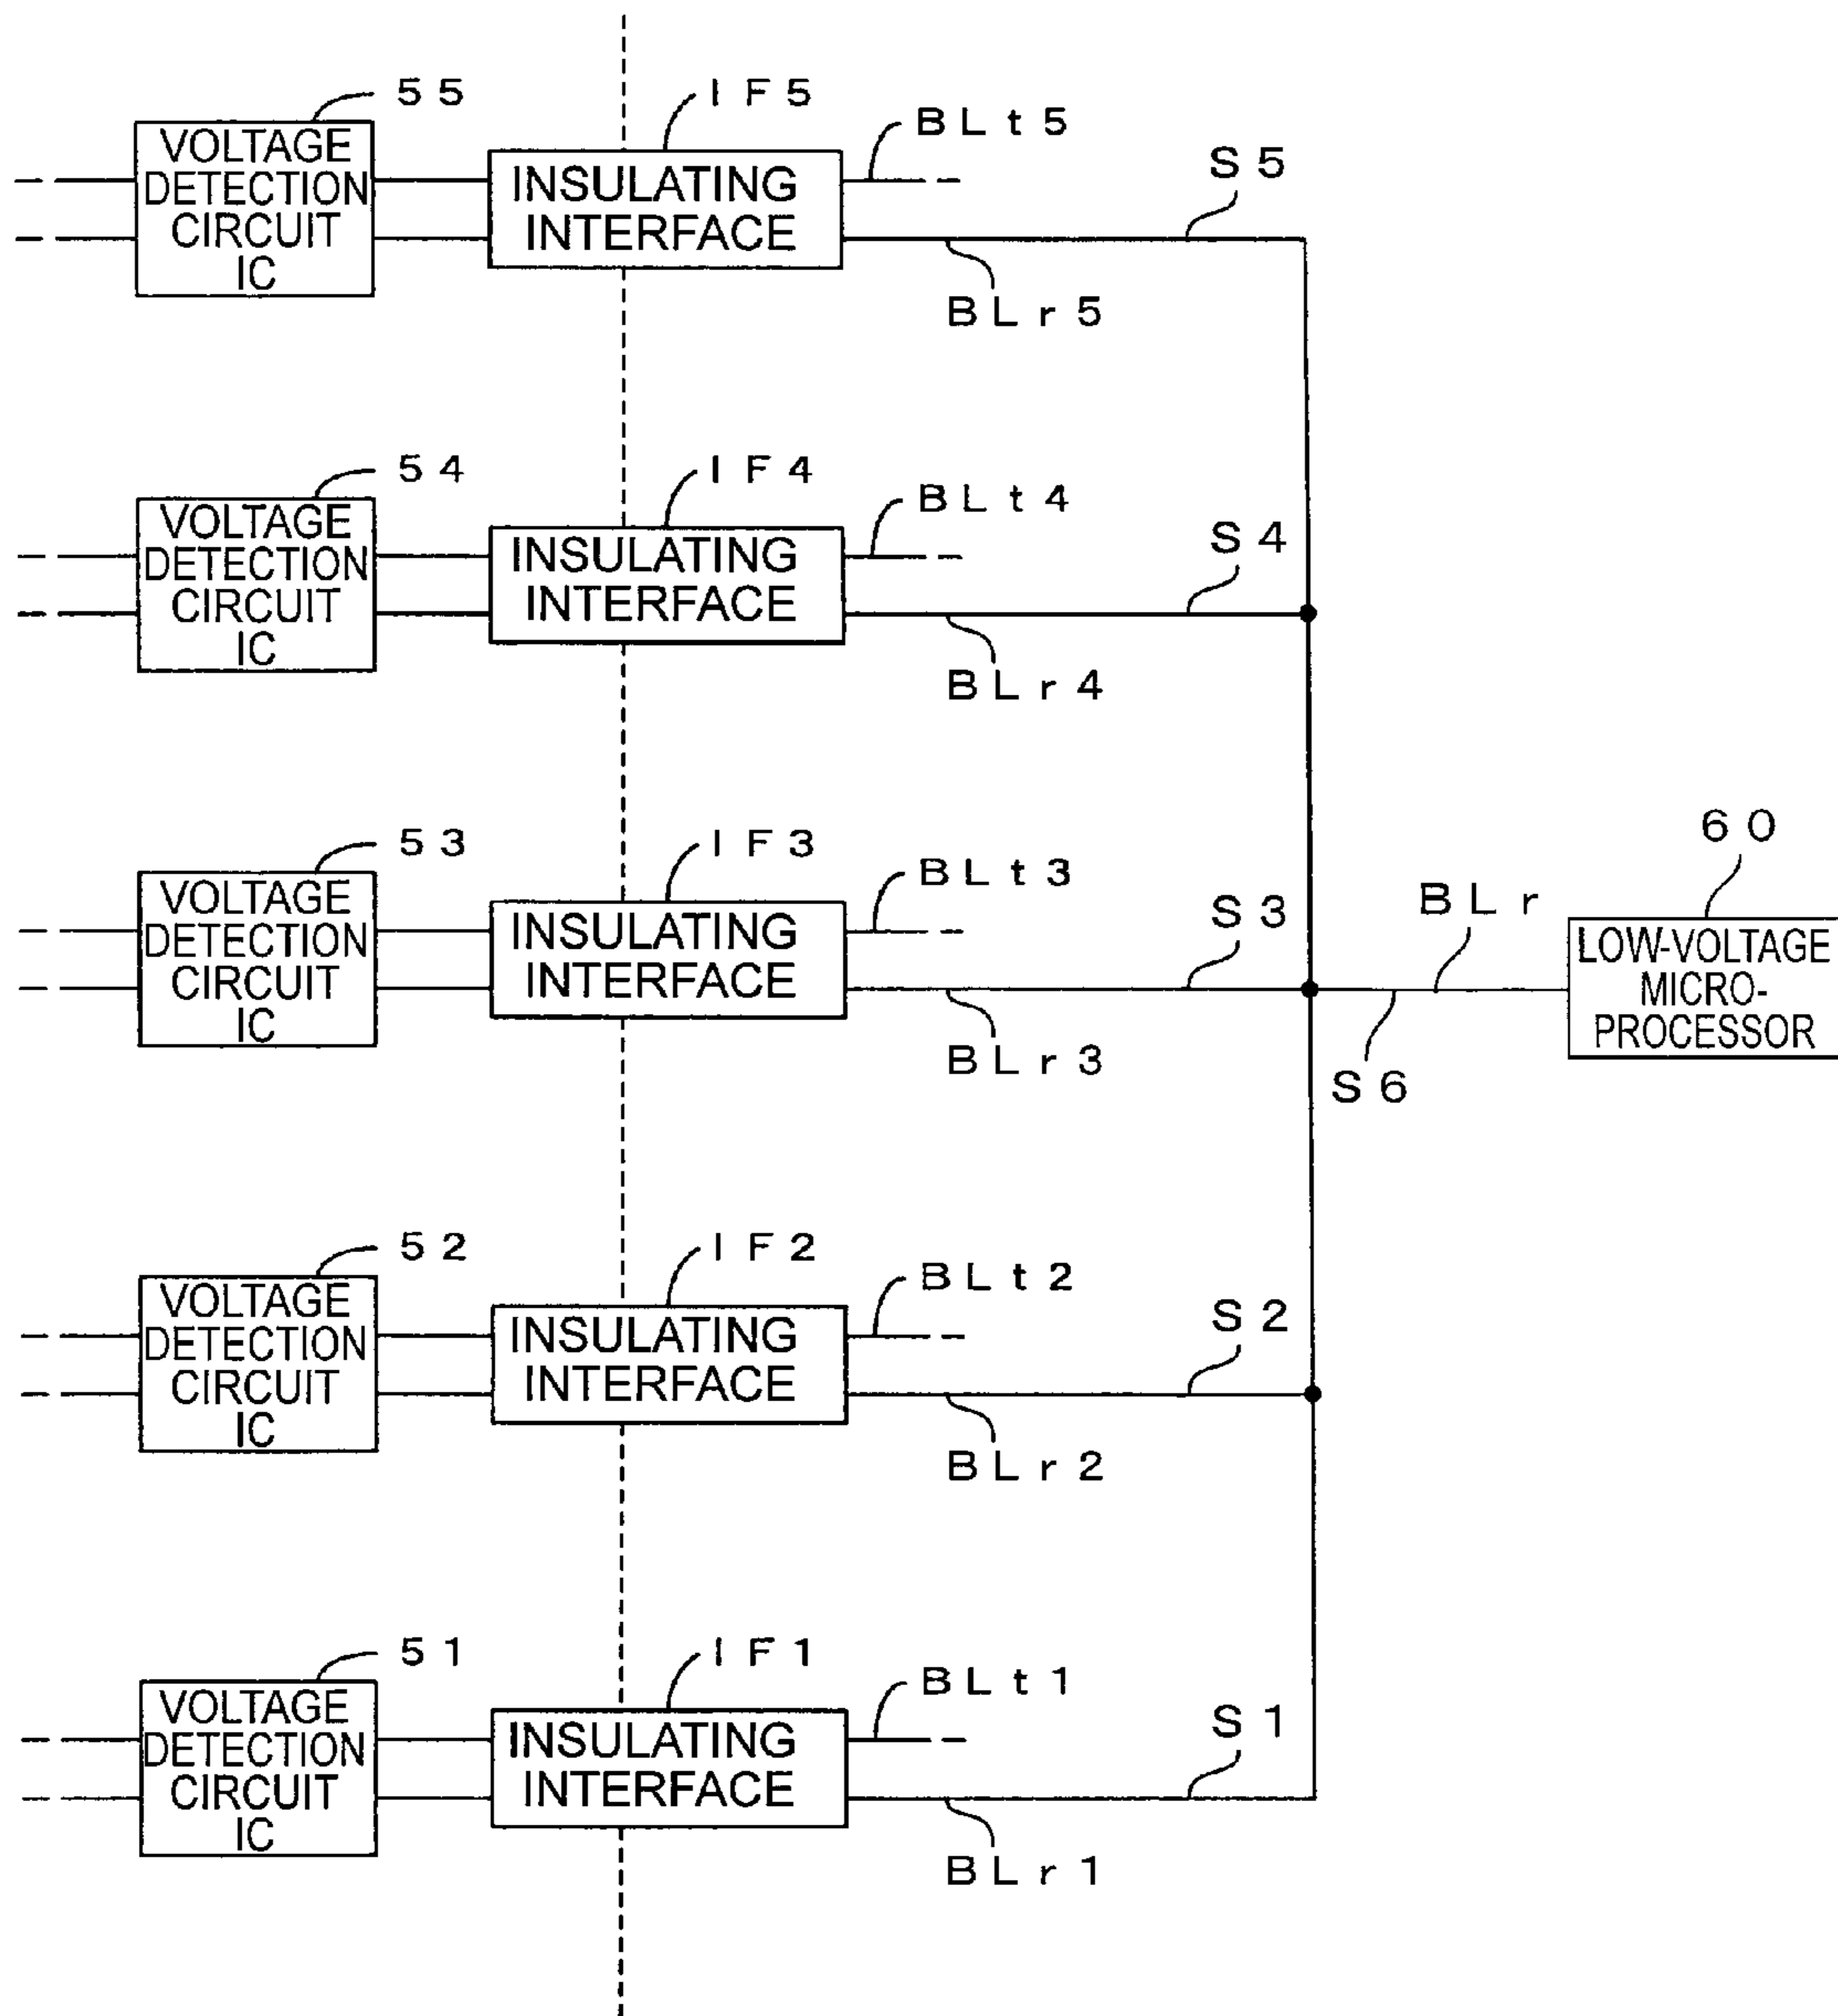 55
VOLTAGE
DETECTION
CIRCUIT
IC
IF5
INSULATING
INTERFACE
BLt5
S5
BLr5
54
VOLTAGE
DETECTION
CIRCUIT
IC
IF4
INSULATING
INTERFACE
BLt4
S4
BLr4
53
VOLTAGE
DETECTION
CIRCUIT
IC
IF3
INSULATING
INTERFACE
BLt3
S3
BLr3
BLr
S6
60
LOW-VOLTAGE
MICRO-
PROCESSOR
52
VOLTAGE
DETECTION
CIRCUIT
IC
IF2
INSULATING
INTERFACE
BLt2
S2
BLr2
51
VOLTAGE
DETECTION
CIRCUIT
IC
IF1
INSULATING
INTERFACE
BLt1
S1
BLr1